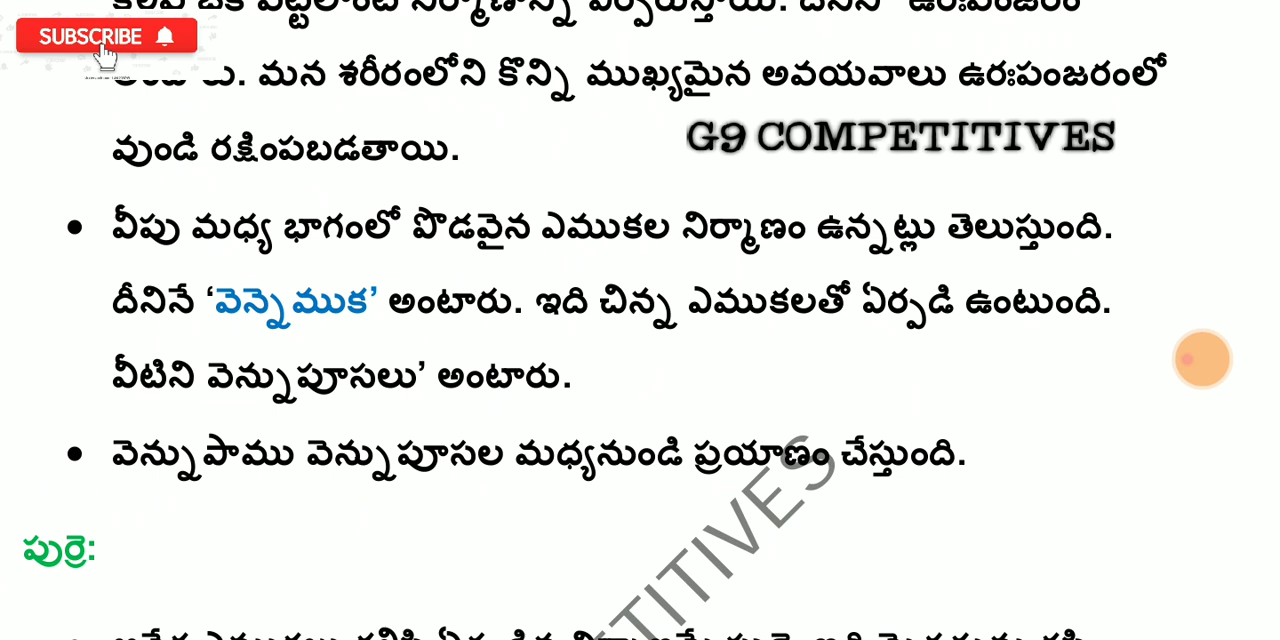 SUBSCRIBE
మన శరీరంలోని కొన్ని ముఖ్యమైన అవయవాలు ఉరఃపంజరంలో
వుండి రక్షింపబడతాయి.
G9 COMPETITIVES
• వీపు మధ్య భాగంలో పొడవైన ఎముకల నిర్మాణం ఉన్నట్లు తెలుస్తుంది.
దీనినే ‘వెన్నెముక’ అంటారు. ఇది చిన్న ఎముకలతో ఏర్పడి ఉంటుంది.
వీటిని వెన్నుపూసలు’ అంటారు.
• వెన్నుపాము వెన్నుపూసల మధ్యనుండి ప్రయాణం చేస్తుంది.
పుర్రె: